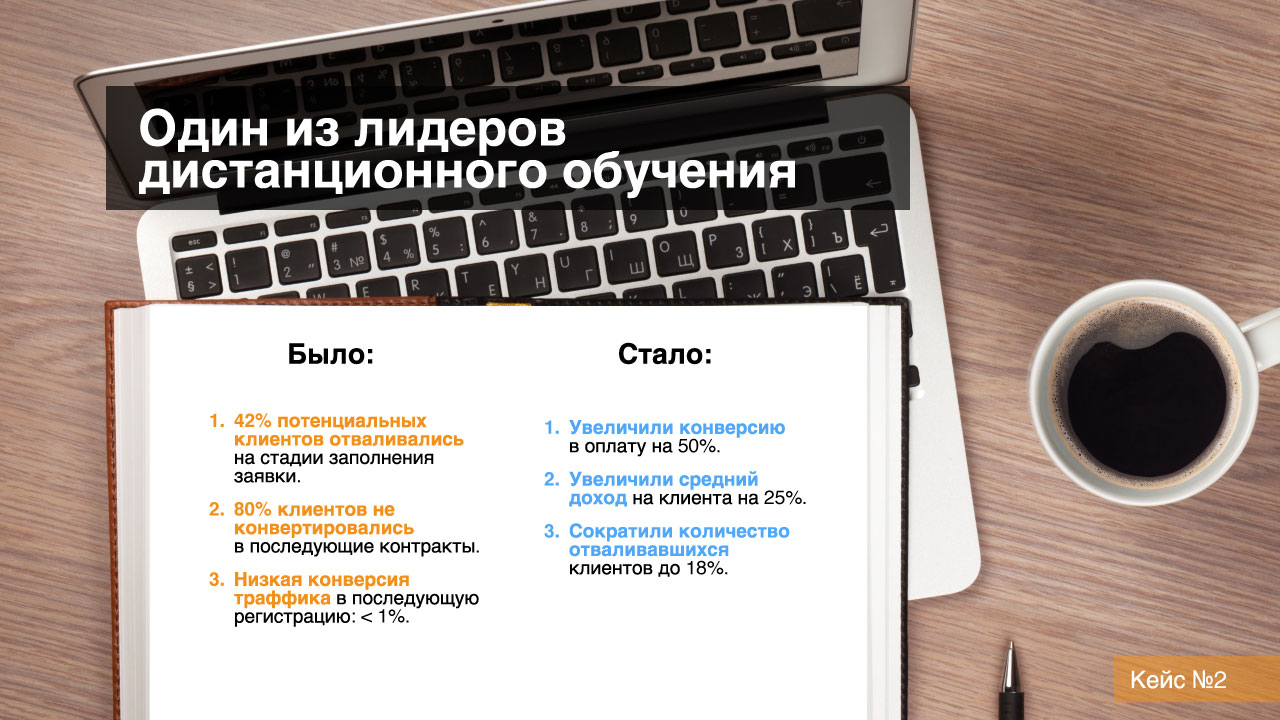 Один из лидеров
дистанционного обучения
Было:
1. 42% потенциальных
клиентов отваливались
на стадии заполнения
заявки.
2. 80% клиентов не
конвертировались
в последующие контракты.
3. Низкая конверсия
траффика в последующую
регистрацию: < 1%.
Стало:
1. Увеличили конверсию
в оплату на 50%.
2. Увеличили средний
доход на клиента на 25%.
3. Сократили количество
отваливавшихся
клиентов до 18%.
Кейс №2